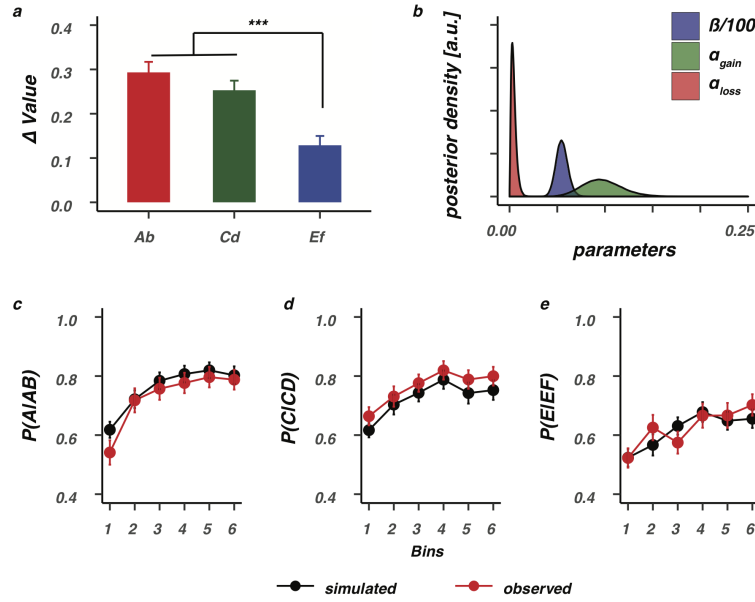 a
Δ Value
0.4
0.3
0.2
0.1
0.0
***
Ab Cd Ef
b
posterior density [a.u.]
ß/100
α gain
α loss
0.00 0.25
parameters
c
P(A|AB)
1.0
0.8
0.6
0.4
1 2 3 4 5 6
d
P(C|CD)
1.0
0.8
0.6
0.4
1 2 3 4 5 6
Bins
e
P(E|EF)
1.0
0.8
0.6
0.4
1 2 3 4 5 6
simulated observed